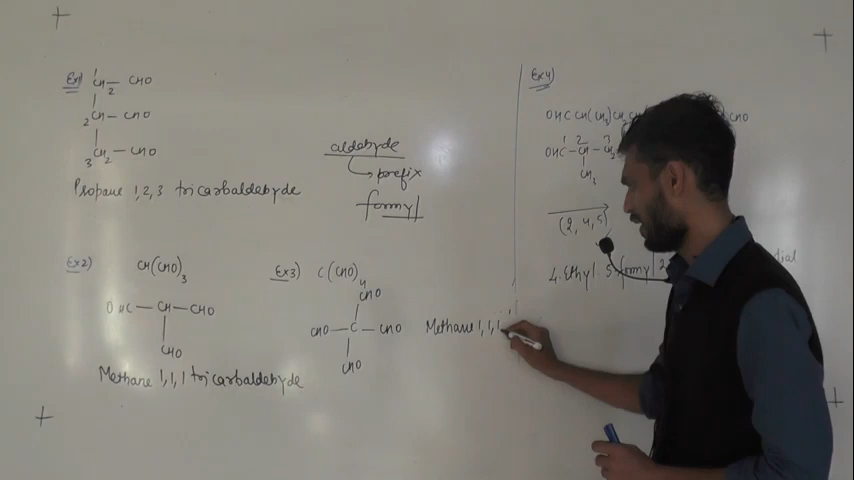 Ex1) 1 CH2 — CHO
2 CH — CHO
3 CH2 — CHO
Propane 1,2,3 tricarbaldehyde
aldehyde
prefix
formyl
Ex2) CH(CHO)3
OHC — CH — CHO
CHO
Methane 1,1,1 tricarbaldehyde
Ex3) C(CHO)4
CHO
CHO — C — CHO
CHO
Methane 1,1,1
Ex4)
OHC CH(CH3)CH2 CHO
1 2 3
OHC — CH — CH2
CH3
(2,4,5)
4. Ethyl. 5. formyl 2 dial